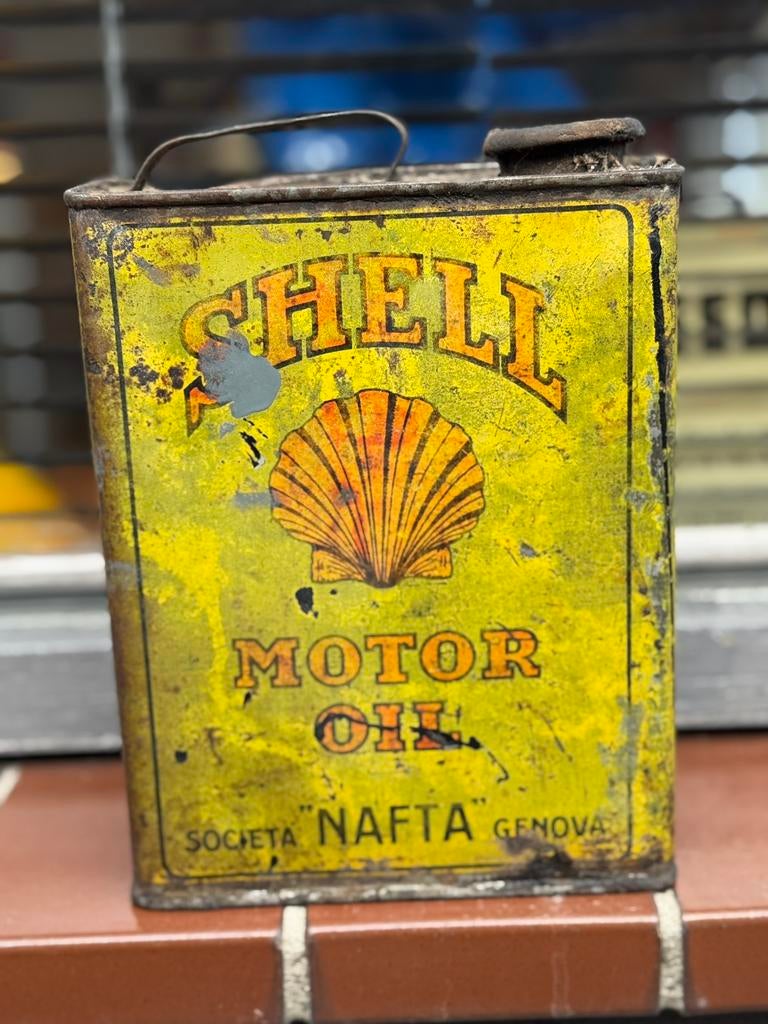 SHELL
MOTOR
OIL
SOCIETA "NAFTA" GENOVA